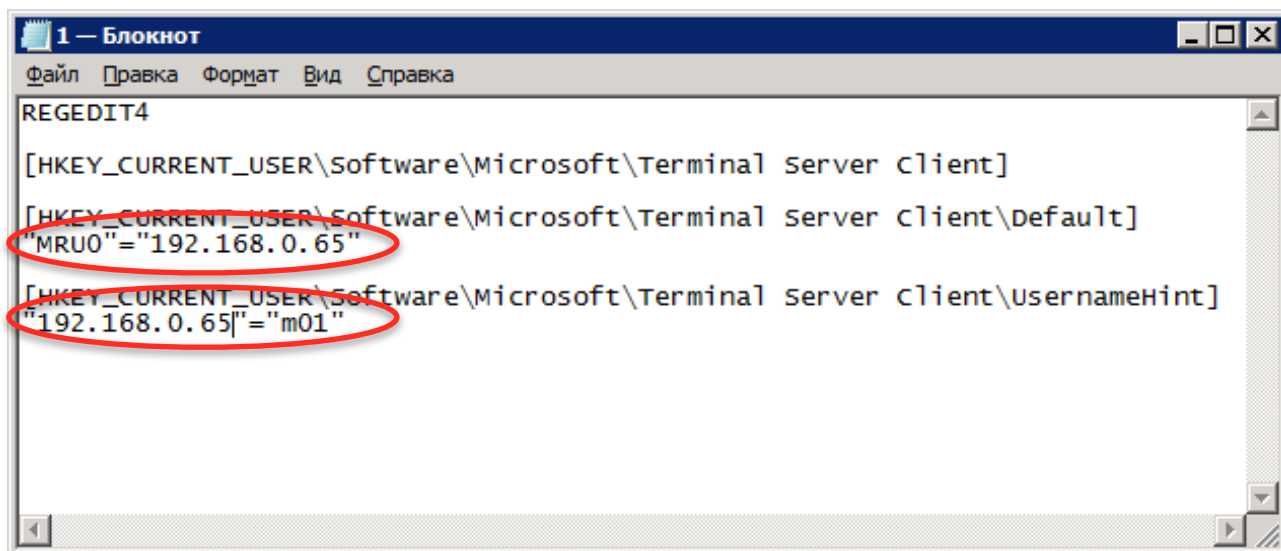 1 — Блокнот
Файл Правка Формат Вид Справка
REGEDIT4
[HKEY_CURRENT_USER\Software\Microsoft\Terminal Server Client]
[HKEY_CURRENT_USER\Software\Microsoft\Terminal Server Client\Default]
"MRU0"="192.168.0.65"
[HKEY_CURRENT_USER\Software\Microsoft\Terminal Server Client\UsernameHint]
"192.168.0.65"="m01"